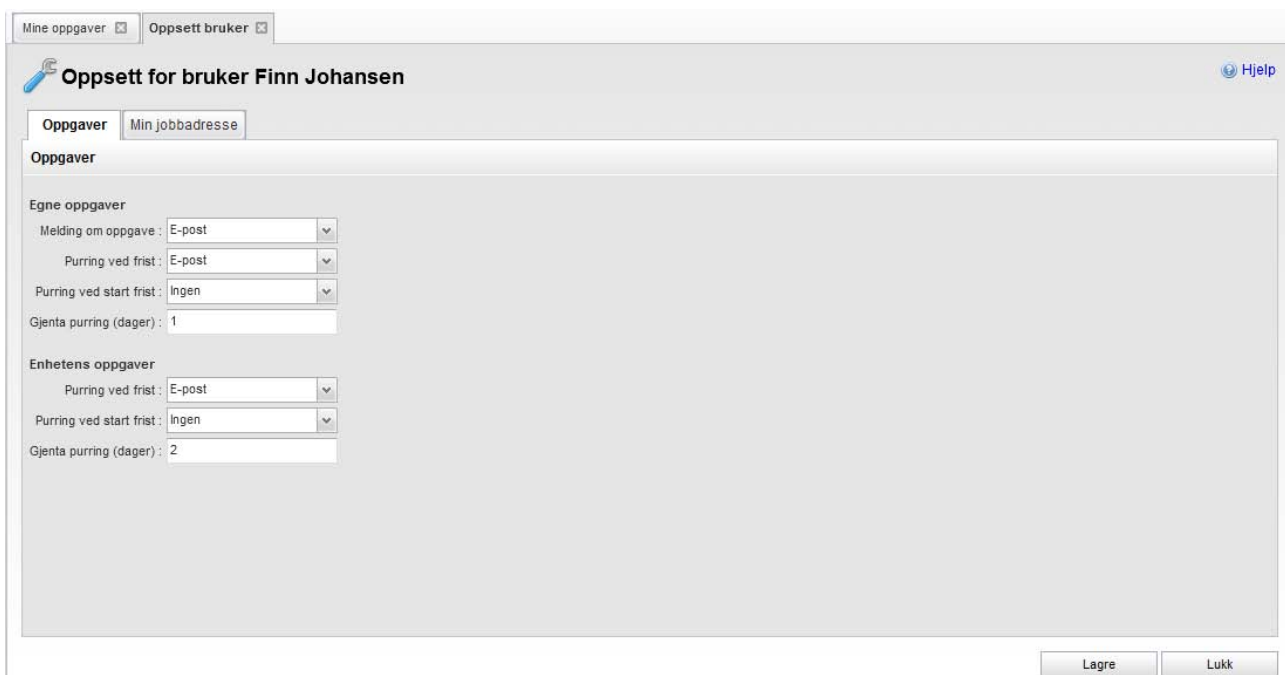 Mine oppgaver Oppsett bruker
Oppsett for bruker Finn Johansen
Hjelp
Oppgaver Min jobbadresse
Oppgaver
Egne oppgaver
Melding om oppgave : E-post
Purring ved frist : E-post
Purring ved start frist : Ingen
Gjenta purring (dager) : 1
Enhetens oppgaver
Purring ved frist : E-post
Purring ved start frist : Ingen
Gjenta purring (dager) : 2
Lagre Lukk